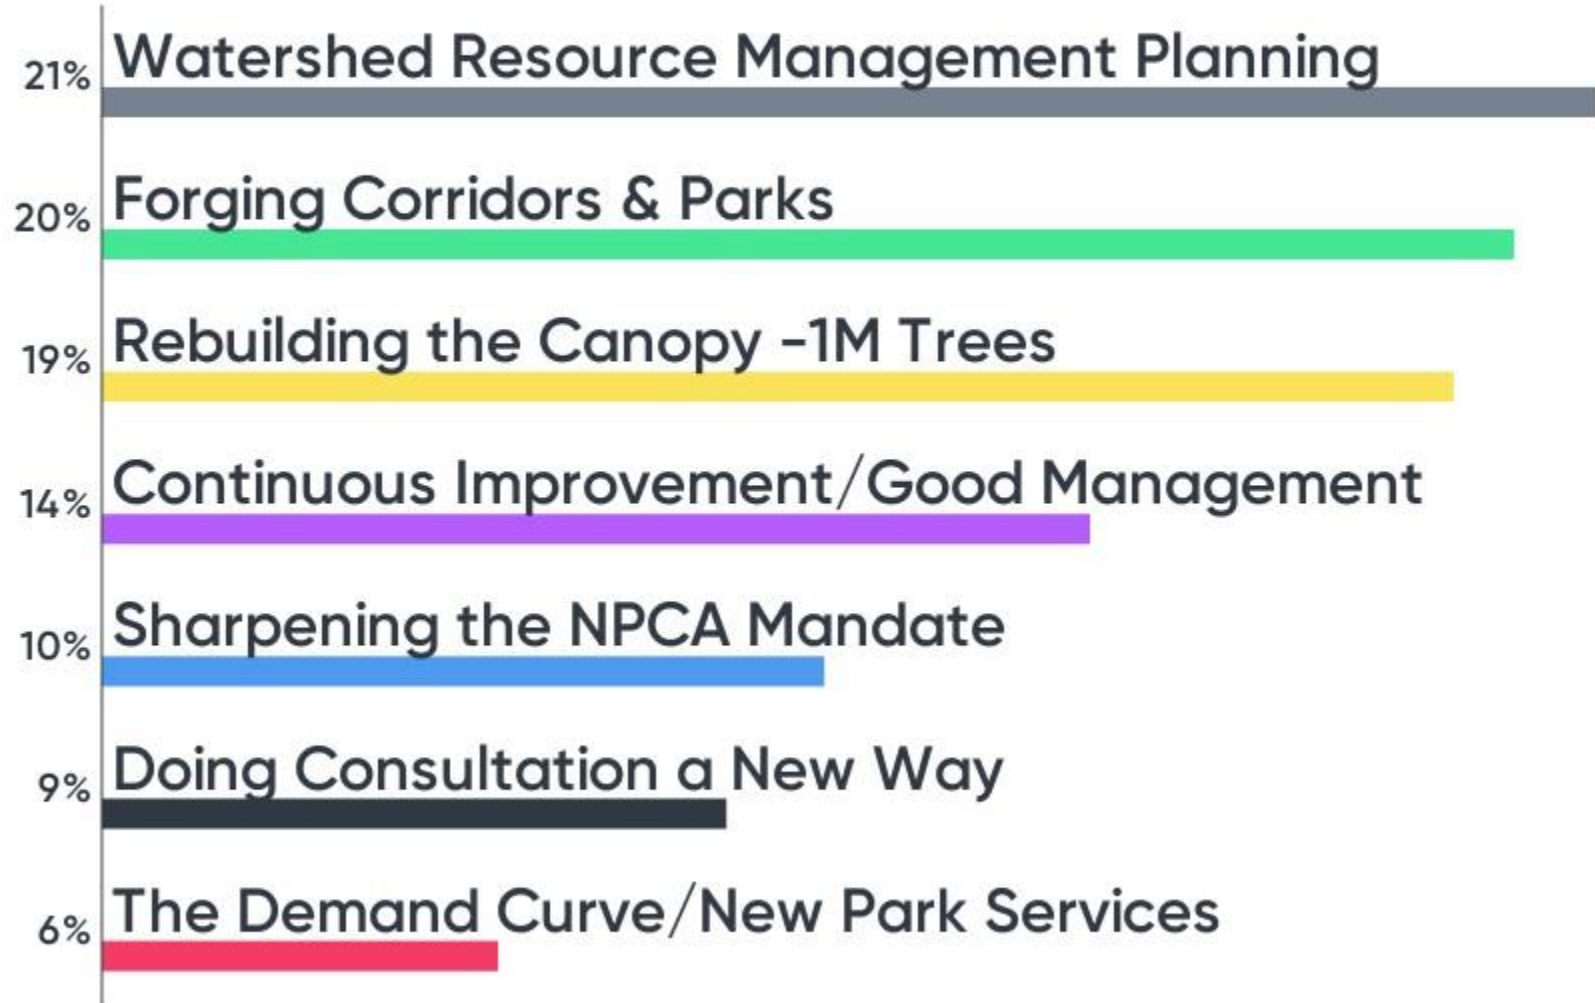 21% Watershed Resource Management Planning
20% Forging Corridors & Parks
19% Rebuilding the Canopy -1M Trees
14% Continuous Improvement/Good Management
10% Sharpening the NPCA Mandate
9% Doing Consultation a New Way
6% The Demand Curve/New Park Services